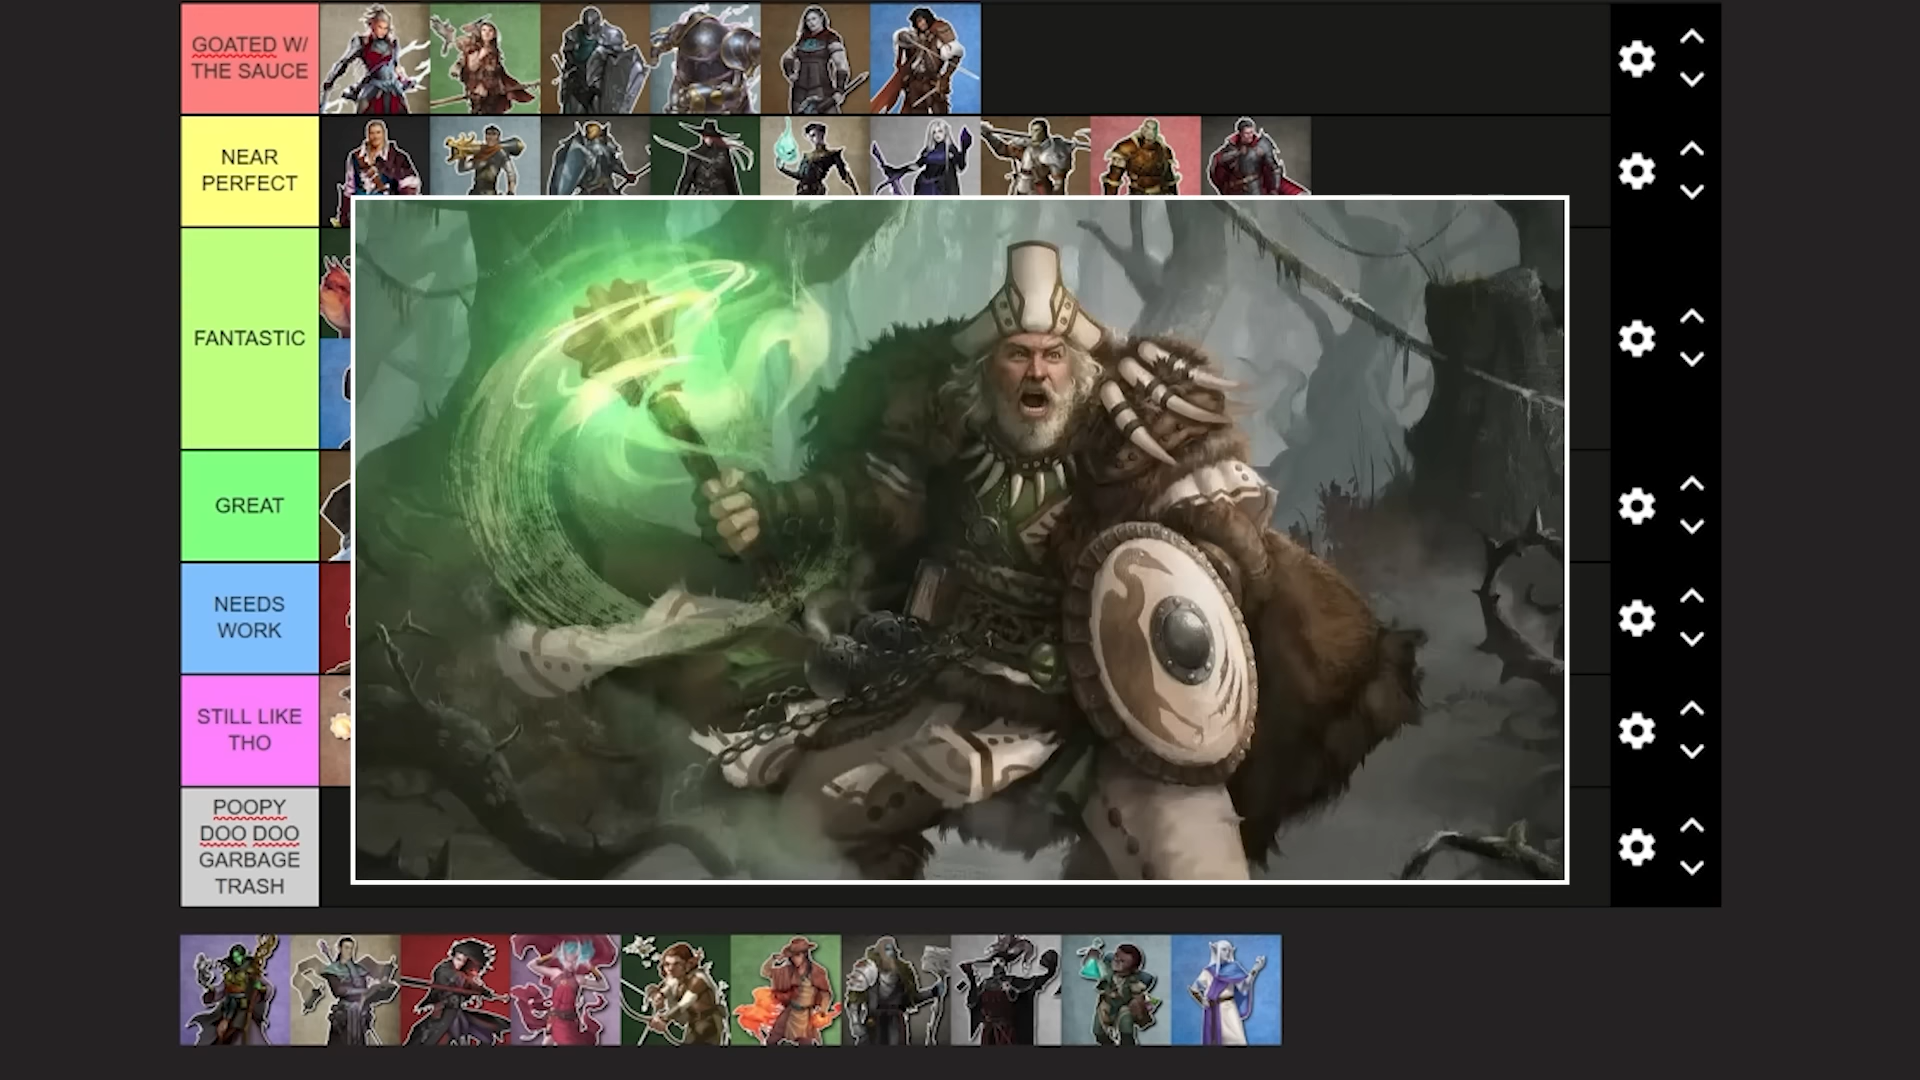 GOATED W/
THE SAUCE
NEAR
PERFECT
FANTASTIC
GREAT
NEEDS
WORK
STILL LIKE
THO
POOPY
DOO DOO
GARBAGE
TRASH